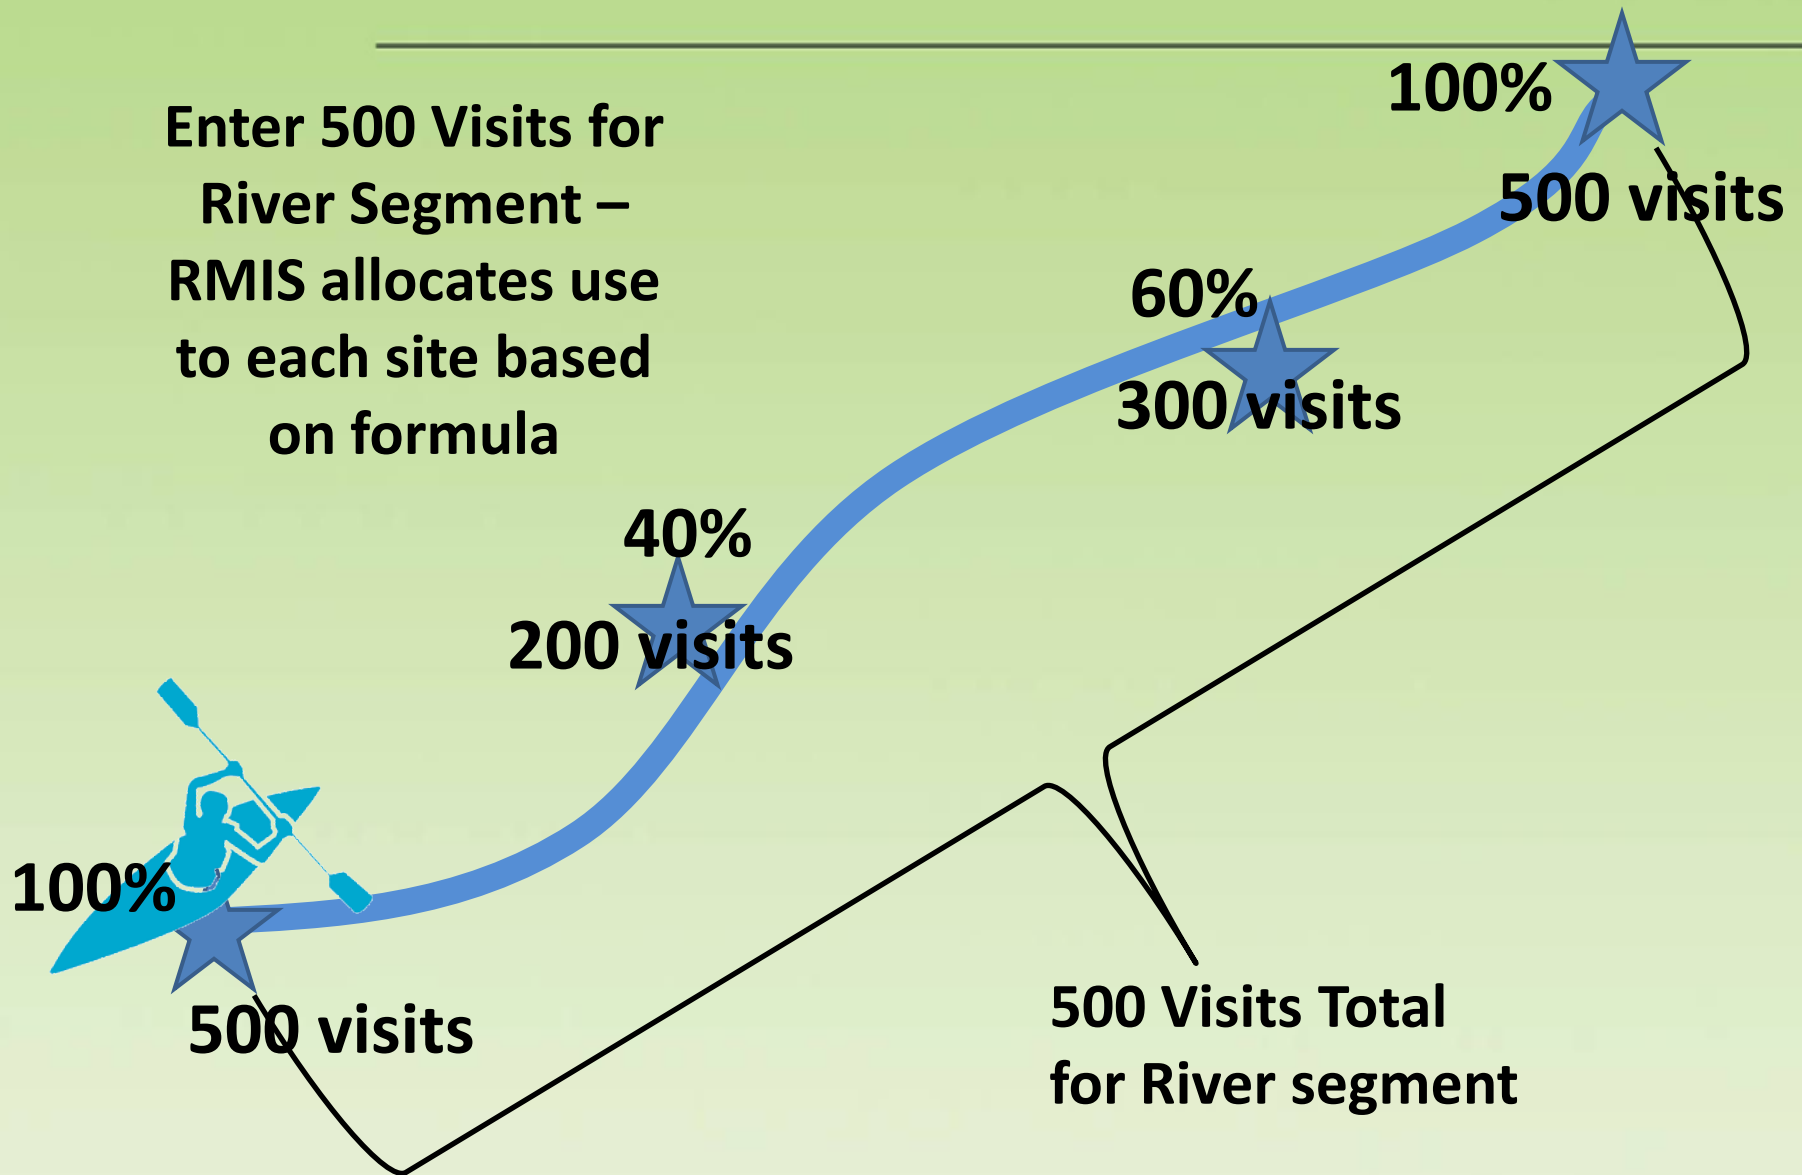 Enter 500 Visits for
River Segment –
RMIS allocates use
to each site based
on formula
100%
500 visits
60%
300 visits
40%
200 visits
100%
500 visits
500 Visits Total
for River segment